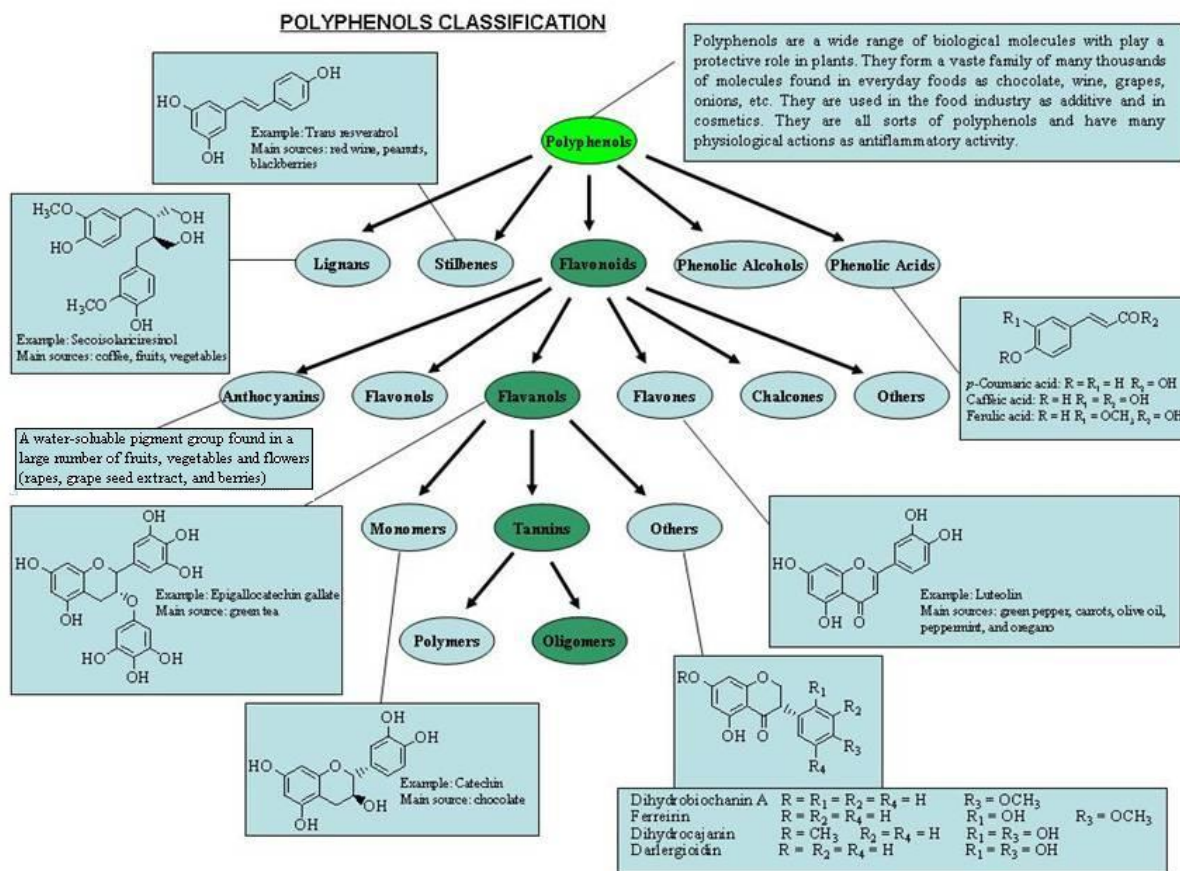 POLYPHENOLS CLASSIFICATION
Polyphenols are a wide range of biological molecules with play a
protective role in plants. They form a vaste family of many thousands
of molecules found in everyday foods as chocolate, wine, grapes,
onions, etc. They are used in the food industry as additive and in
cosmetics. They are all sorts of polyphenols and have many
physiological actions as antiflammatory activity.
OH
HO
OH
Example: Trans resveratrol
Main sources: red wine, peanuts,
blackberries
Polyphenols
H₃CO
OH
OH
HO
H₃CO
OH
Example: Secoisolariciresinol
Main sources: coffee, fruits, vegetables
Lignans
Stilbenes
Flavonoids
Phenolic Alcohols
Phenolic Acids
R₁
COR₂
RO
p-Coumaric acid: R = R₁ = H R₂ = OH
Caffeic acid: R = H R₁ = R₂ = OH
Ferulic acid: R = H R₁ = OCH₃ R₂ = OH
Anthocyanins
Flavonols
Flavanols
Flavones
Chalcones
Others
A water-soluable pigment group found in a
large number of fruits, vegetables and flowers
(rapes, grape seed extract, and berries)
Monomers
Tannins
Others
OH
OH
HO
O
OH
OH
O
OH
HO
OH
OH
Example: Epigallocatechin gallate
Main source: green tea
OH
OH
HO
O
OH
O
Example: Luteolin
Main sources: green pepper, carrots, olive oil,
peppermint, and oregano
Polymers
Oligomers
OH
OH
HO
O
HO
OH
Example: Catechin
Main source: chocolate
RO
O
R₁
R₂
OH
O
R₃
R₄
Dihydrobiochanin A R = R₁ = R₂ = R₄ = H R₃ = OCH₃
Ferreirin R = R₂ = R₄ = H R₁ = OH R₃ = OCH₃
Dihydrocajanin R = CH₃ R₂ = R₄ = H R₁ = R₃ = OH
Darlergioidin R = R₂ = R₄ = H R₁ = R₃ = OH